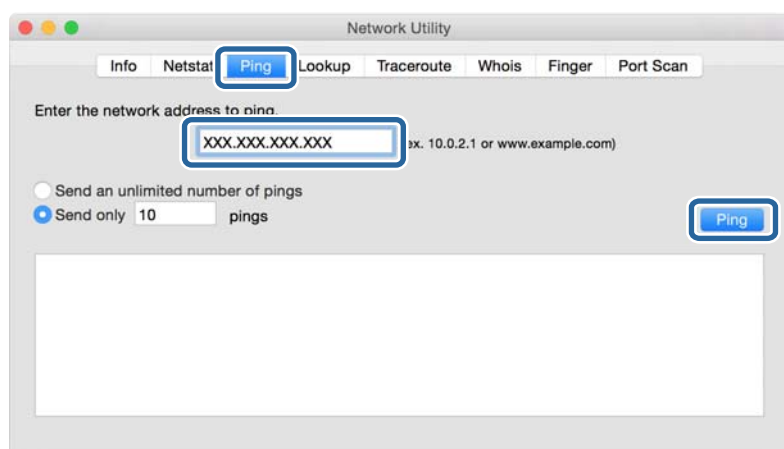 Network Utility
Info Netstat Ping Lookup Traceroute Whois Finger Port Scan
Enter the network address to ping.
XXX.XXX.XXX.XXX ex. 10.0.2.1 or www.example.com)
Send an unlimited number of pings
Send only 10 pings
Ping